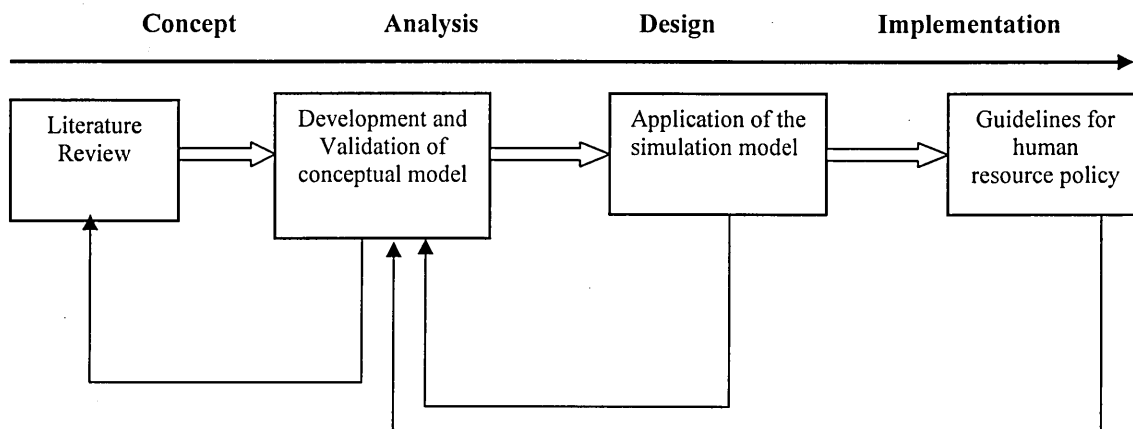 Concept Analysis Design Implementation
Literature
Review
Development and
Validation of
conceptual model
Application of the
simulation model
Guidelines for
human
resource policy